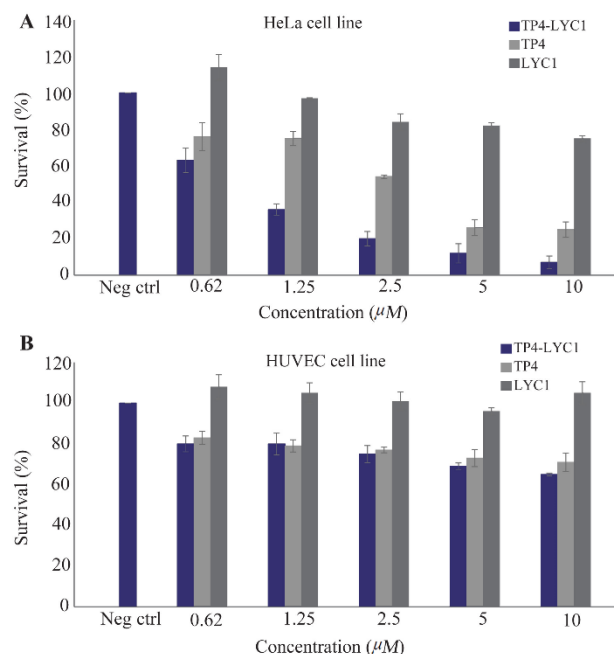 A
HeLa cell line
TP4-LYC1
TP4
LYC1
140
120
100
80
60
40
20
0
Survival (%)
Neg ctrl 0.62 1.25 2.5 5 10
Concentration (µM)
B
HUVEC cell line
TP4-LYC1
TP4
LYC1
120
100
80
60
40
20
0
Survival (%)
Neg ctrl 0.62 1.25 2.5 5 10
Concentration (µM)